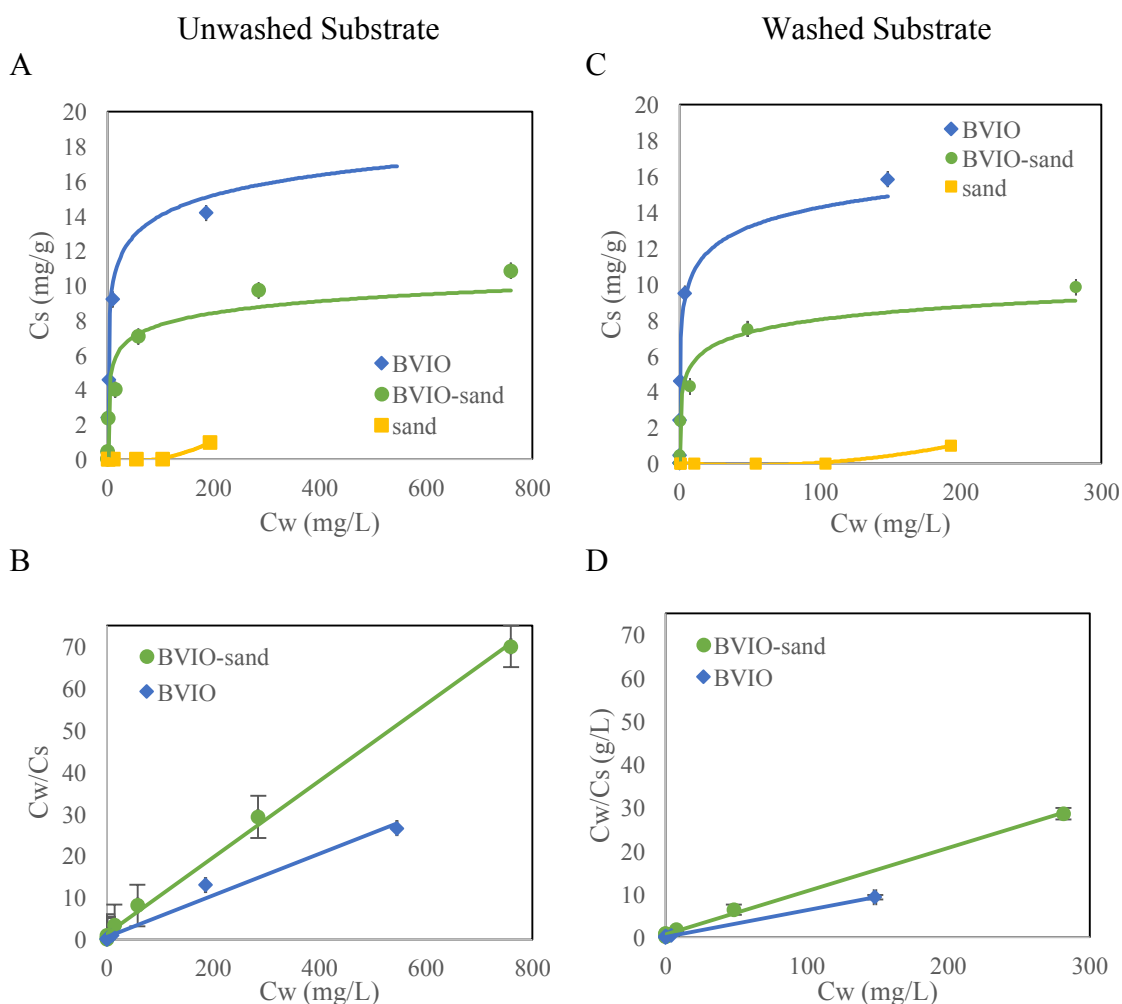 Unwashed Substrate
Washed Substrate
A
20
18
16
14
12
10
8
6
4
2
0
Cs (mg/g)
BVIO
BVIO-sand
sand
0
200
400
600
800
Cw (mg/L)
C
20
18
16
14
12
10
8
6
4
2
0
Cs (mg/g)
BVIO
BVIO-sand
sand
0
100
200
300
Cw (mg/L)
B
70
60
50
40
30
20
10
0
Cw/Cs
BVIO-sand
BVIO
0
200
400
600
800
Cw (mg/L)
D
70
60
50
40
30
20
10
0
Cw/Cs (g/L)
BVIO-sand
BVIO
0
100
200
300
Cw (mg/L)